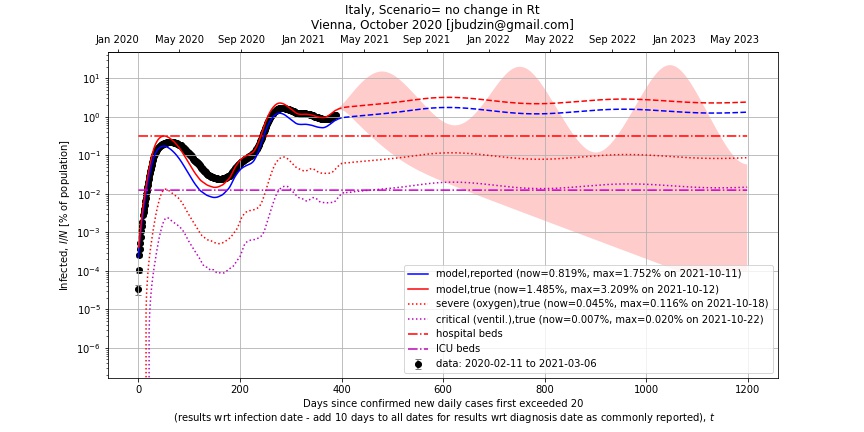 Italy, Scenario= no change in Rt
Vienna, October 2020 [jbudzin@gmail.com]
Jan 2020 May 2020 Sep 2020 Jan 2021 May 2021 Sep 2021 Jan 2022 May 2022 Sep 2022 Jan 2023 May 2023
Infected, I/N [% of population]
10¹
10⁰
10⁻¹
10⁻²
10⁻³
10⁻⁴
10⁻⁵
10⁻⁶
model,reported (now=0.819%, max=1.752% on 2021-10-11)
model,true (now=1.485%, max=3.209% on 2021-10-12)
severe (oxygen),true (now=0.045%, max=0.116% on 2021-10-18)
critical (ventil.),true (now=0.007%, max=0.020% on 2021-10-22)
hospital beds
ICU beds
data: 2020-02-11 to 2021-03-06
0 200 400 600 800 1000 1200
Days since confirmed new daily cases first exceeded 20
(results wrt infection date - add 10 days to all dates for results wrt diagnosis date as commonly reported), t